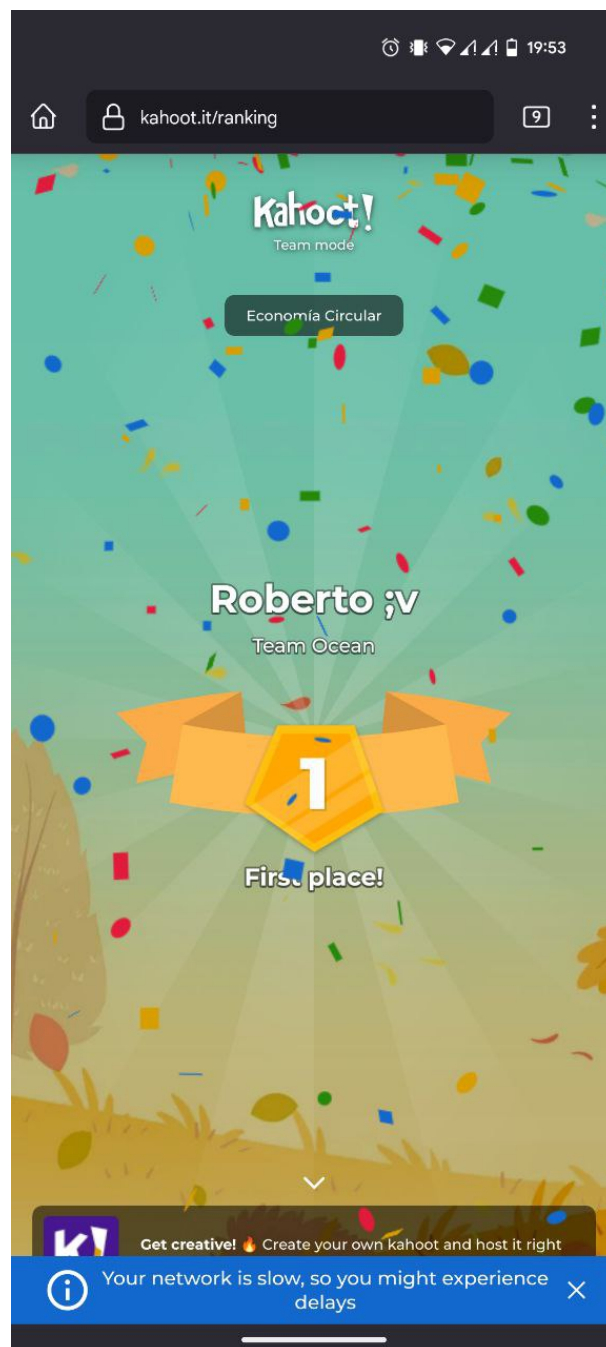 19:53
kahoot.it/ranking
9
Kahoot!
Team mode
Economía Circular
Roberto ;v
Team Ocean
1
First place!
K!
Get creative! 🔥 Create your own kahoot and host it right
Your network is slow, so you might experience
delays